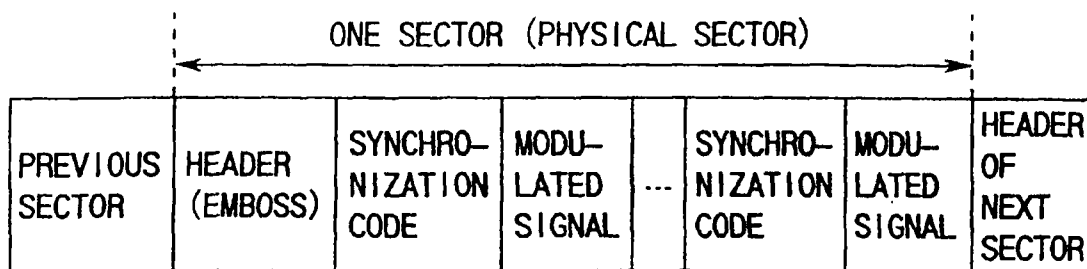 ONE SECTOR (PHYSICAL SECTOR)
PREVIOUS
SECTOR
HEADER
(EMBOSS)
SYNCHRO-
NIZATION
CODE
MODU-
LATED
SIGNAL
...
SYNCHRO-
NIZATION
CODE
MODU-
LATED
SIGNAL
HEADER
OF
NEXT
SECTOR